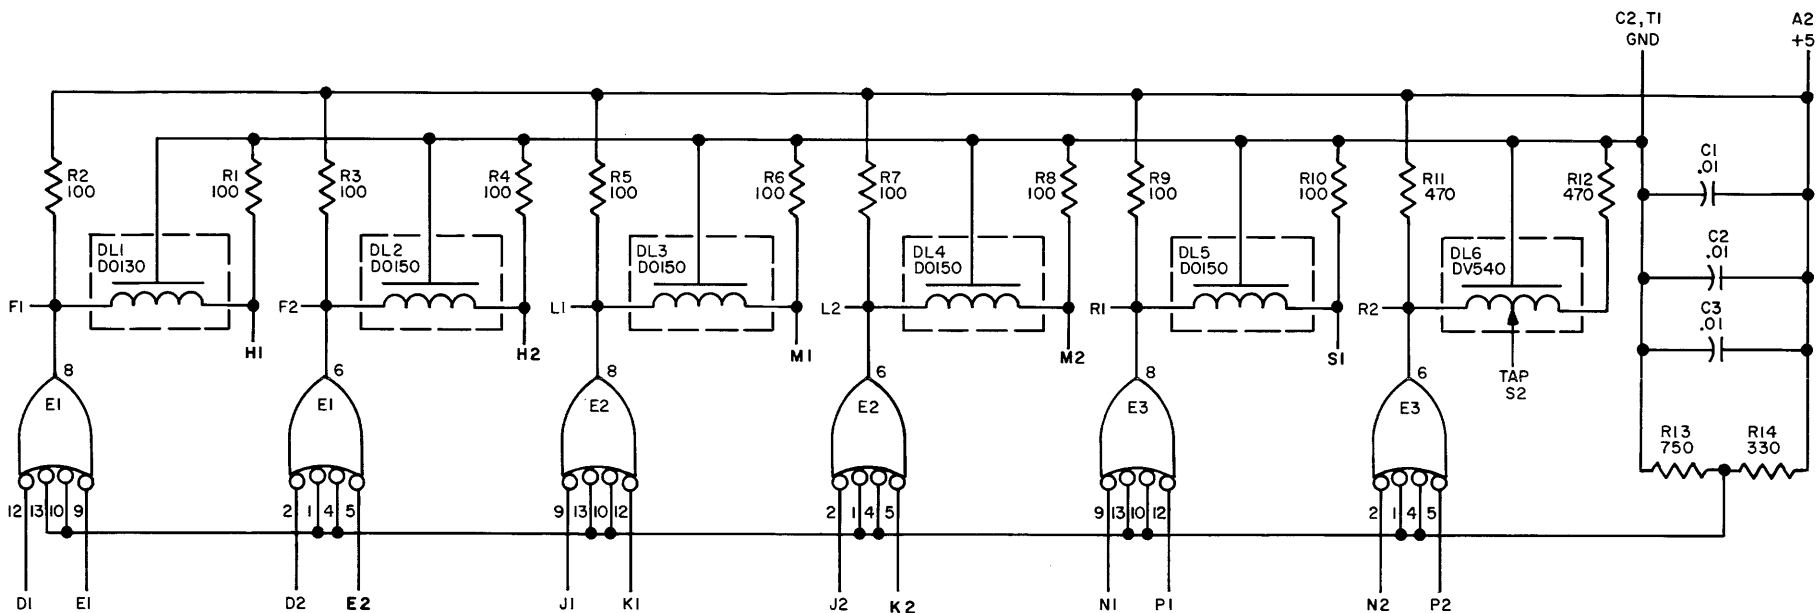 C2,T1
GND
A2
+5
R2
100
R1
100
R3
100
R4
100
R5
100
R6
100
R7
100
R8
100
R9
100
R10
100
R11
470
R12
470
C1
.01
DL1
D0130
DL2
D0150
DL3
D0150
DL4
D0150
DL5
D0150
DL6
DV540
C2
.01
F1
F2
L1
L2
R1
R2
C3
.01
H1
H2
M1
M2
S1
TAP
S2
8
6
8
6
8
6
E1
E1
E2
E2
E3
E3
R13
750
R14
330
12 13 10 9
2 1 4 5
9 13 10 12
2 1 4 5
9 13 10 12
2 1 4 5
D1 E1
D2 E2
J1 K1
J2 K2
N1 P1
N2 P2